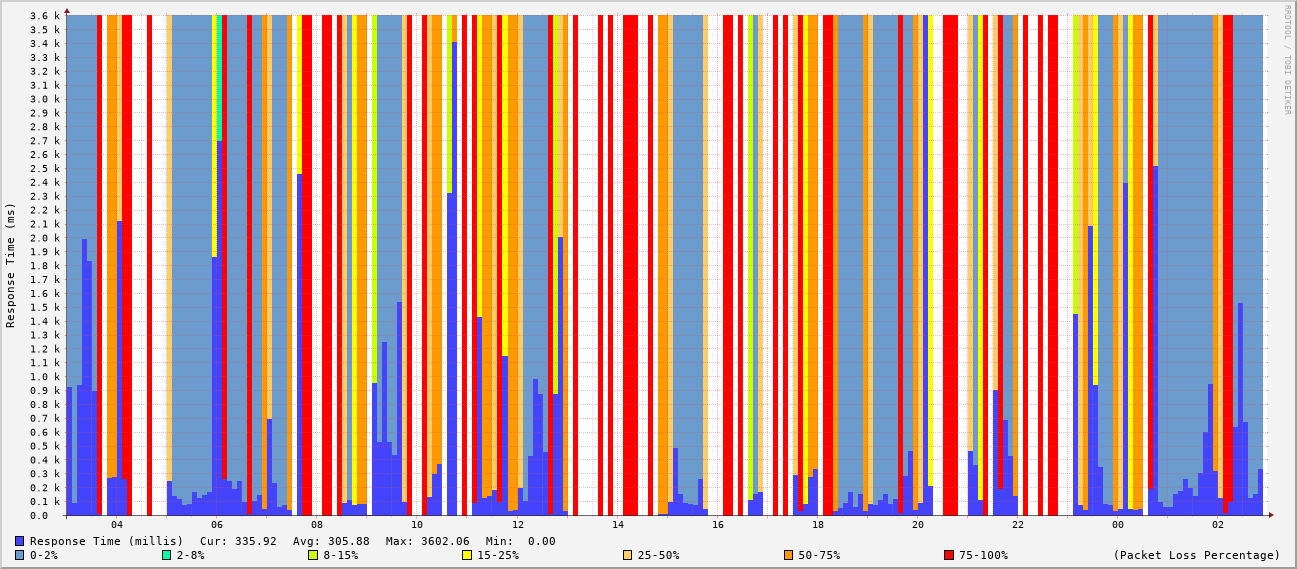 3.6 k
3.5 k
3.3 k
3.2 k
3.1 k
3.0 k
2.9 k
2.8 k
2.7 k
2.6 k
2.5 k
2.4 k
2.2 k
2.1 k
2.0 k
1.9 k
1.8 k
1.7 k
1.6 k
1.5 k
1.4 k
1.3 k
1.2 k
1.1 k
1.0 k
0.9 k
0.8 k
0.7 k
0.6 k
0.5 k
0.4 k
0.3 k
0.2 k
0.1 k
0.0
Response Time (ms)
RRDTOOL / TOBI OETIKER
04 06 08 10 12 14 16 18 20 22 00 02
Response Time (millis) Cur: 335.92 Avg: 305.88 Max: 3602.06 Min: 0.00
0-2% 2-8% 8-15% 15-25% 25-50% 50-75% 75-100% (Packet Loss Percentage)